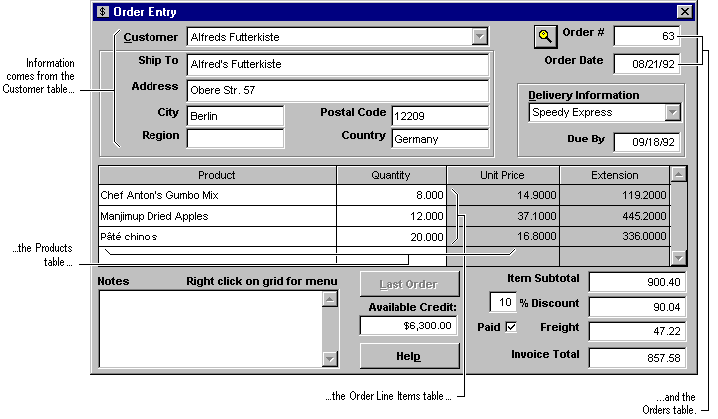 Order Entry
Customer Alfreds Futterkiste
Order # 63
Information comes from the Customer table...
Ship To Alfred's Futterkiste
Order Date 08/21/92
Address Obere Str. 57
Delivery Information
Speedy Express
City Berlin Postal Code 12209
Region Country Germany
Due By 09/18/92
Product Quantity Unit Price Extension
Chef Anton's Gumbo Mix 8.000 14.9000 119.2000
Manjimup Dried Apples 12.000 37.1000 445.2000
Pâté chinois 20.000 16.8000 336.0000
...the Products table...
Notes Right click on grid for menu
Last Order
Available Credit:
$6,300.00
Help
Item Subtotal 900.40
10 % Discount 90.04
Paid Freight 47.22
Invoice Total 857.58
...the Order Line Items table...
...and the Orders table.